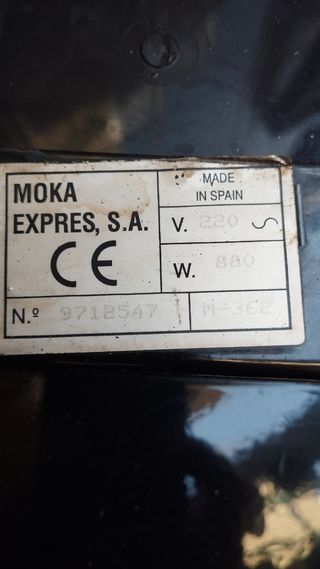 MOKA
EXPRES, S.A.
CE
MADE
IN SPAIN
V. 220
W. 880
N.º 9712547
M-362